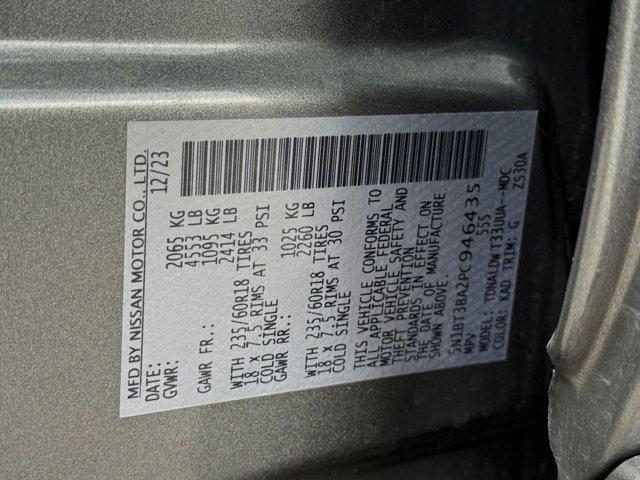 MFD BY NISSAN MOTOR CO., LTD.
DATE: 12/23
GVWR: 2065 KG
4553 LB
GAWR FR.: 1095 KG
2414 LB
WITH 235/60R18 TIRES
18 x 7.5 RIMS AT 33 PSI
COLD SINGLE
GAWR RR.: 1025 KG
2260 LB
WITH 235/60R18 TIRES
18 x 7.5 RIMS AT 30 PSI
COLD SINGLE
THIS VEHICLE CONFORMS TO
ALL APPLICABLE FEDERAL
MOTOR VEHICLE SAFETY AND
THEFT PREVENTION
STANDARDS IN EFFECT ON
THE DATE OF MANUFACTURE
SHOWN ABOVE.
5N1BT3BA2PC946435
MPV 555
MODEL: TDNALDW T33UUA--MDC
COLOR: KAD TRIM: G ZS30A